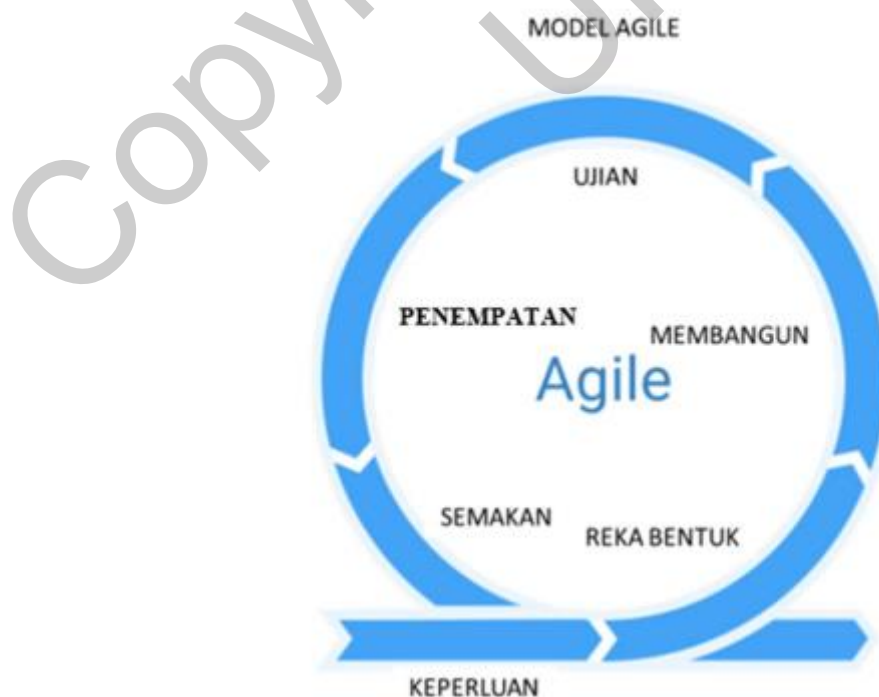 MODEL AGILE
UJIAN
PENEMPATAN
MEMBANGUN
Agile
SEMAKAN
REKA BENTUK
KEPERLUAN